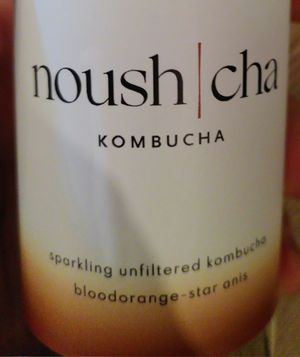 noush|cha
KOMBUCHA
sparkling unfiltered kombucha
bloodorange-star anis